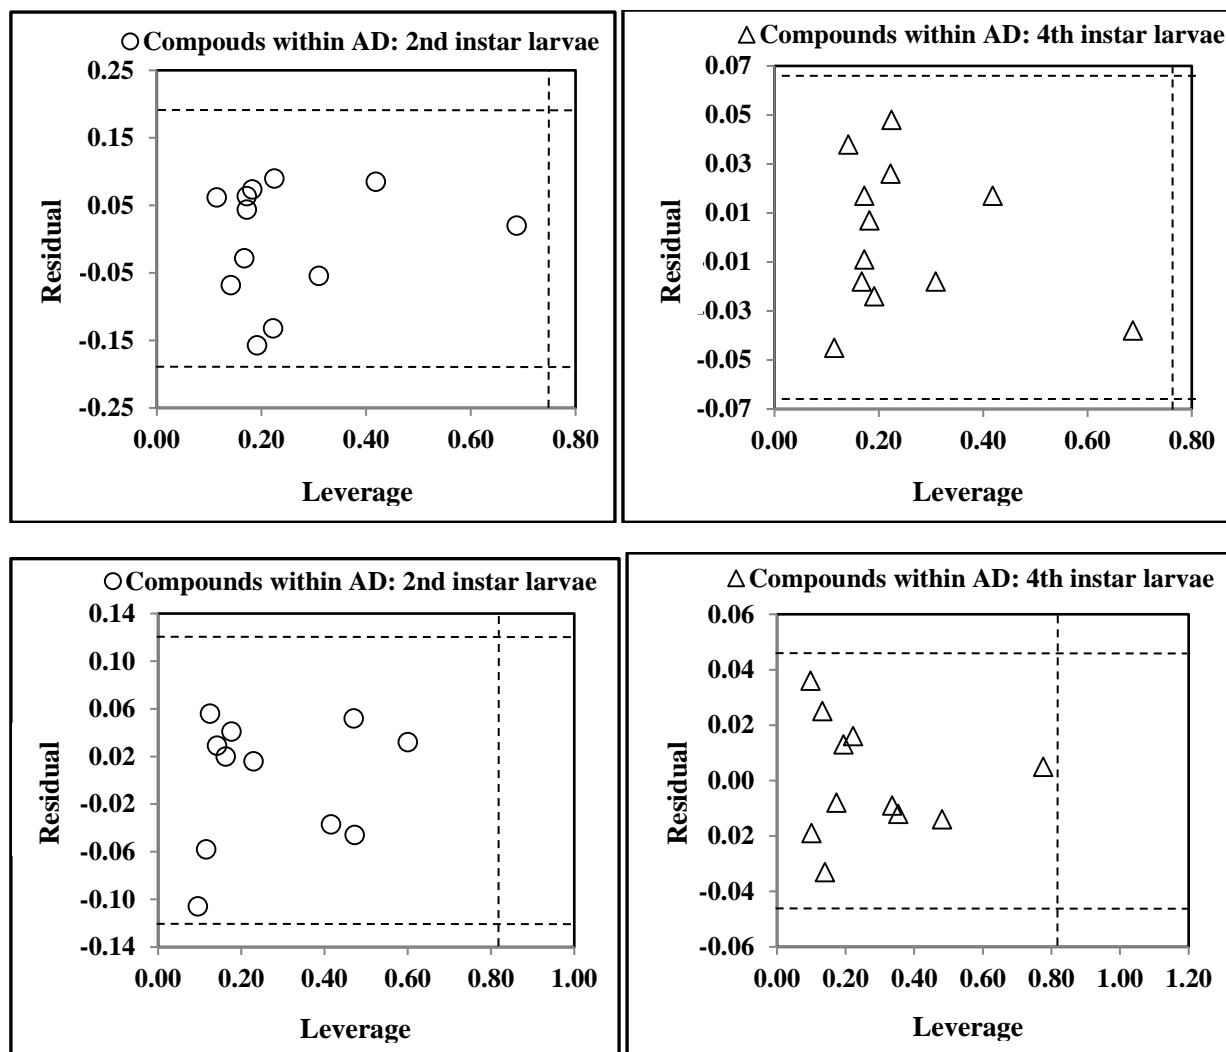 Compouds within AD: 2nd instar larvae
0.25
0.15
0.05
-0.05
-0.15
-0.25
0.00 0.20 0.40 0.60 0.80
Residual
Leverage
Compounds within AD: 4th instar larvae
0.07
0.05
0.03
0.01
-0.01
-0.03
-0.05
-0.07
0.00 0.20 0.40 0.60 0.80
Residual
Leverage
Compounds within AD: 2nd instar larvae
0.14
0.10
0.06
0.02
-0.02
-0.06
-0.10
-0.14
0.00 0.20 0.40 0.60 0.80 1.00
Residual
Leverage
Compounds within AD: 4th instar larvae
0.06
0.04
0.02
0.00
0.02
-0.04
-0.06
0.00 0.20 0.40 0.60 0.80 1.00 1.20
Residual
Leverage